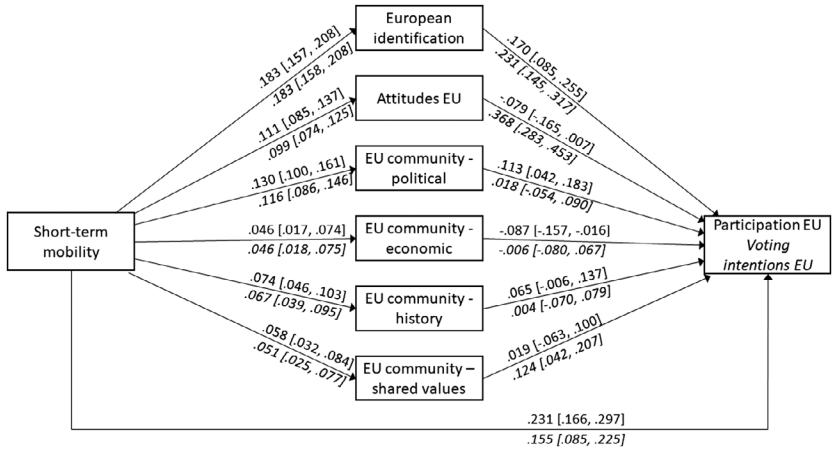 European
identification
.183 [.157, .208]
.183 [.158, .208]
.170 [.085, .255]
.231 [.145, .317]
Attitudes EU
.111 [.085, .137]
.099 [.074, .125]
-.079 [-.165, .007]
.368 [.283, .453]
EU community -
political
.130 [.100, .161]
.116 [.086, .146]
.113 [.042, .183]
.018 [-.054, .090]
Short-term
mobility
EU community -
economic
.046 [.017, .074]
.046 [.018, .075]
-.087 [-.157, -.016]
-.006 [-.080, .067]
Participation EU
Voting
intentions EU
EU community -
history
.074 [.046, .103]
.067 [.039, .095]
.065 [-.006, .137]
.004 [-.070, .079]
EU community –
shared values
.058 [.032, .084]
.051 [.025, .077]
.019 [-.063, .100]
.124 [.042, .207]
.231 [.166, .297]
.155 [.085, .225]